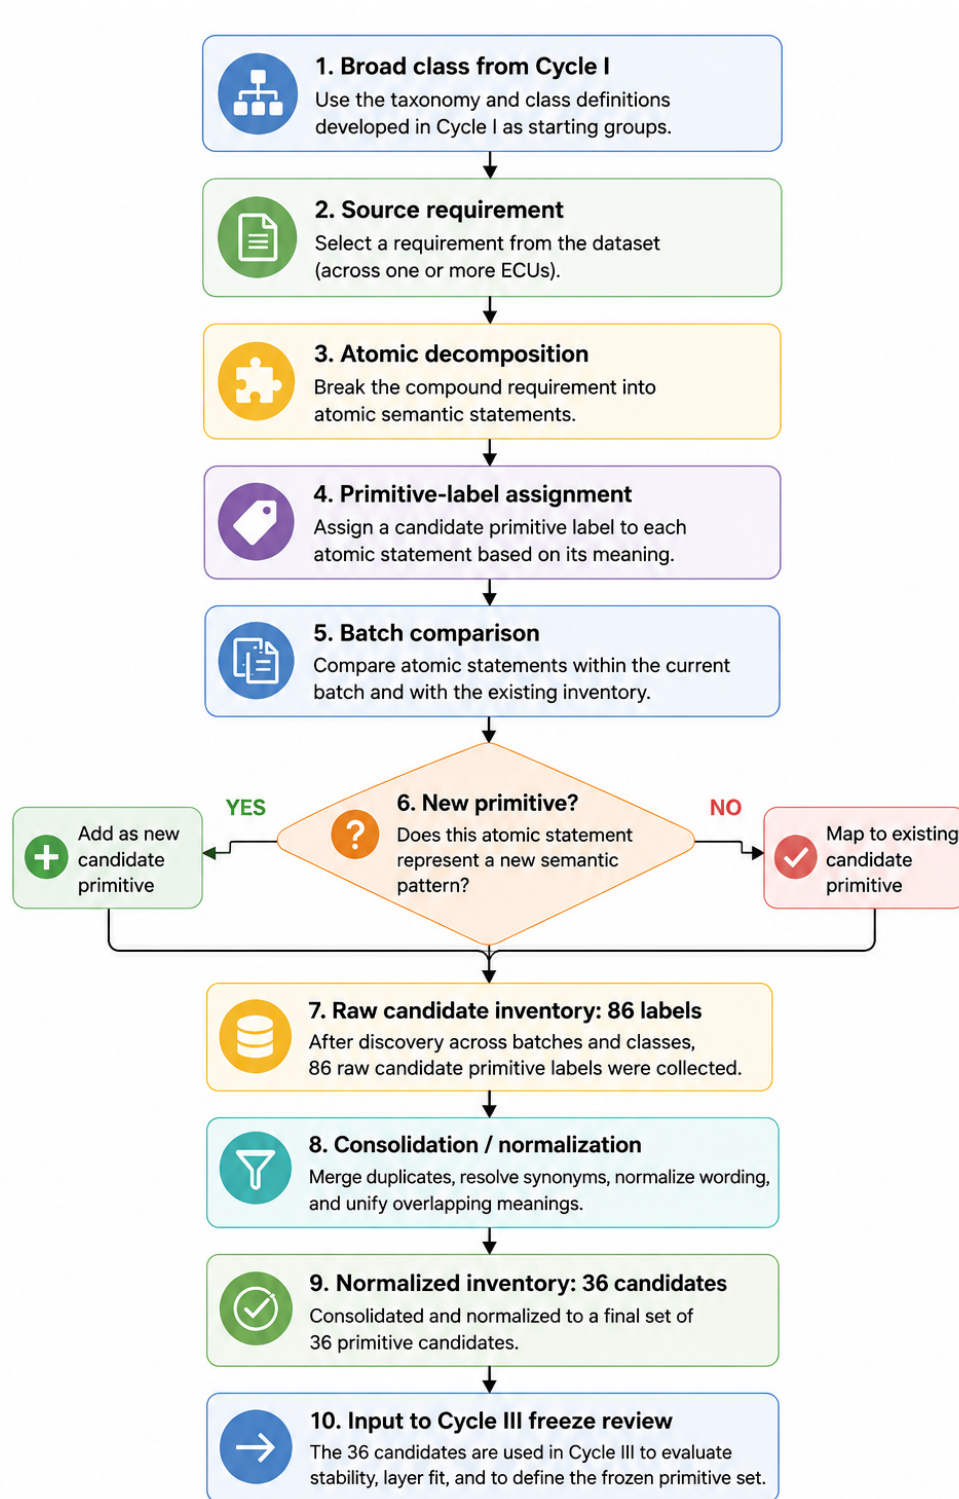 1. Broad class from Cycle I
Use the taxonomy and class definitions
developed in Cycle I as starting groups.
2. Source requirement
Select a requirement from the dataset
(across one or more ECUs).
3. Atomic decomposition
Break the compound requirement into
atomic semantic statements.
4. Primitive-label assignment
Assign a candidate primitive label to each
atomic statement based on its meaning.
5. Batch comparison
Compare atomic statements within the current
batch and with the existing inventory.
6. New primitive?
Does this atomic statement
represent a new semantic
pattern?
YES
Add as new
candidate
primitive
NO
Map to existing
candidate
primitive
7. Raw candidate inventory: 86 labels
After discovery across batches and classes,
86 raw candidate primitive labels were collected.
8. Consolidation / normalization
Merge duplicates, resolve synonyms, normalize wording,
and unify overlapping meanings.
9. Normalized inventory: 36 candidates
Consolidated and normalized to a final set of
36 primitive candidates.
10. Input to Cycle III freeze review
The 36 candidates are used in Cycle III to evaluate
stability, layer fit, and to define the frozen primitive set.